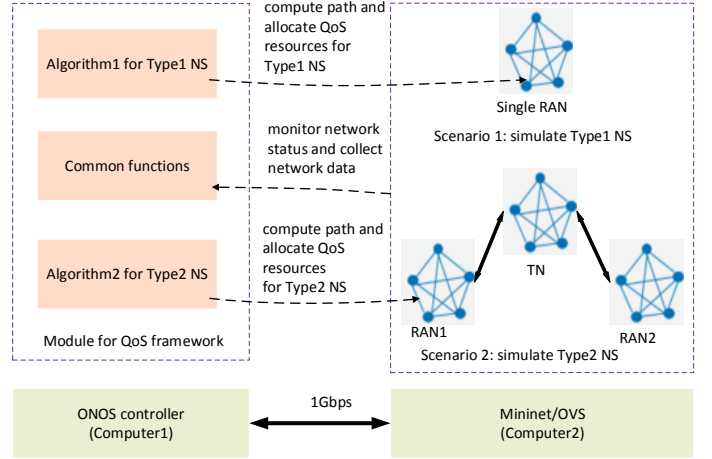 compute path and
allocate QoS
resources for
Type1 NS
Algorithm1 for Type1 NS
Single RAN
Scenario 1: simulate Type1 NS
monitor network
status and collect
network data
Common functions
compute path and
allocate QoS
resources
for Type2 NS
Algorithm2 for Type2 NS
TN
RAN1
RAN2
Module for QoS framework
Scenario 2: simulate Type2 NS
ONOS controller
(Computer1)
1Gbps
Mininet/OVS
(Computer2)